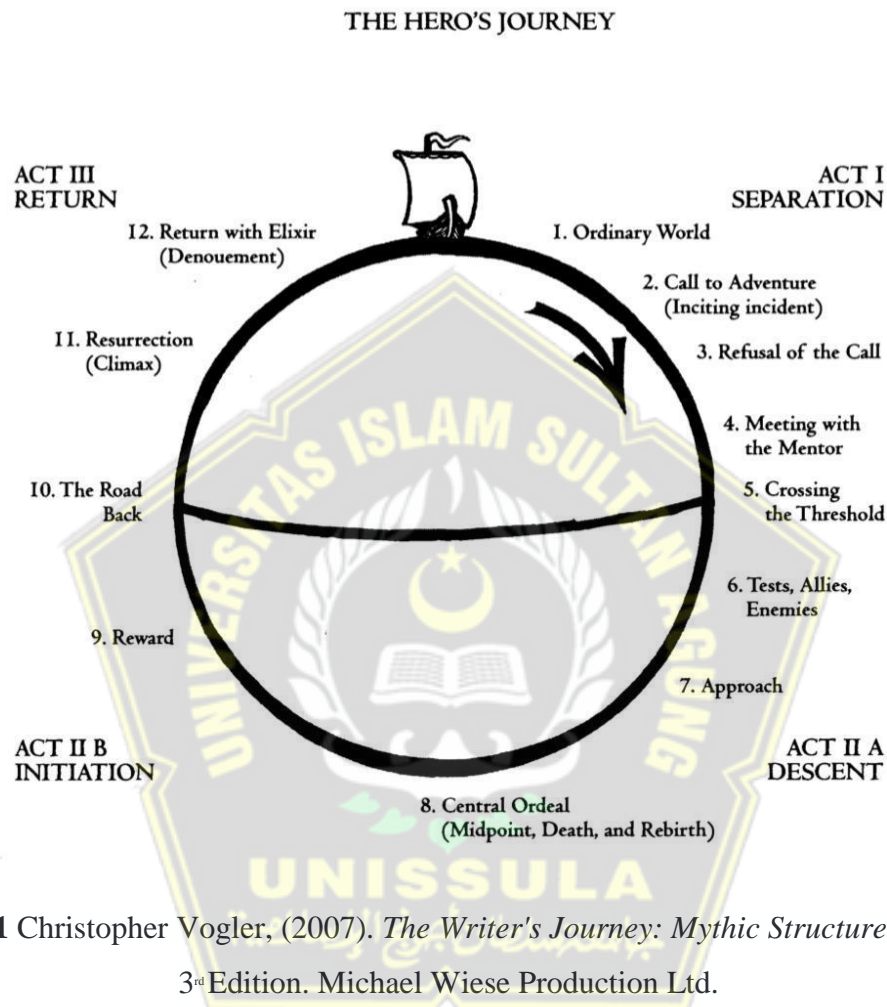 THE HERO'S JOURNEY
ACT III
RETURN
ACT I
SEPARATION
12. Return with Elixir
(Denouement)
1. Ordinary World
2. Call to Adventure
(Inciting incident)
11. Resurrection
(Climax)
3. Refusal of the Call
4. Meeting with
the Mentor
10. The Road
Back
5. Crossing
the Threshold
6. Tests, Allies,
Enemies
9. Reward
7. Approach
ACT II B
INITIATION
ACT II A
DESCENT
8. Central Ordeal
(Midpoint, Death, and Rebirth)
UNIVERSITAS ISLAM SULTAN AGUNG
UNISSULA
1 Christopher Vogler, (2007). The Writer's Journey: Mythic Structure
3rd Edition. Michael Wiese Production Ltd.